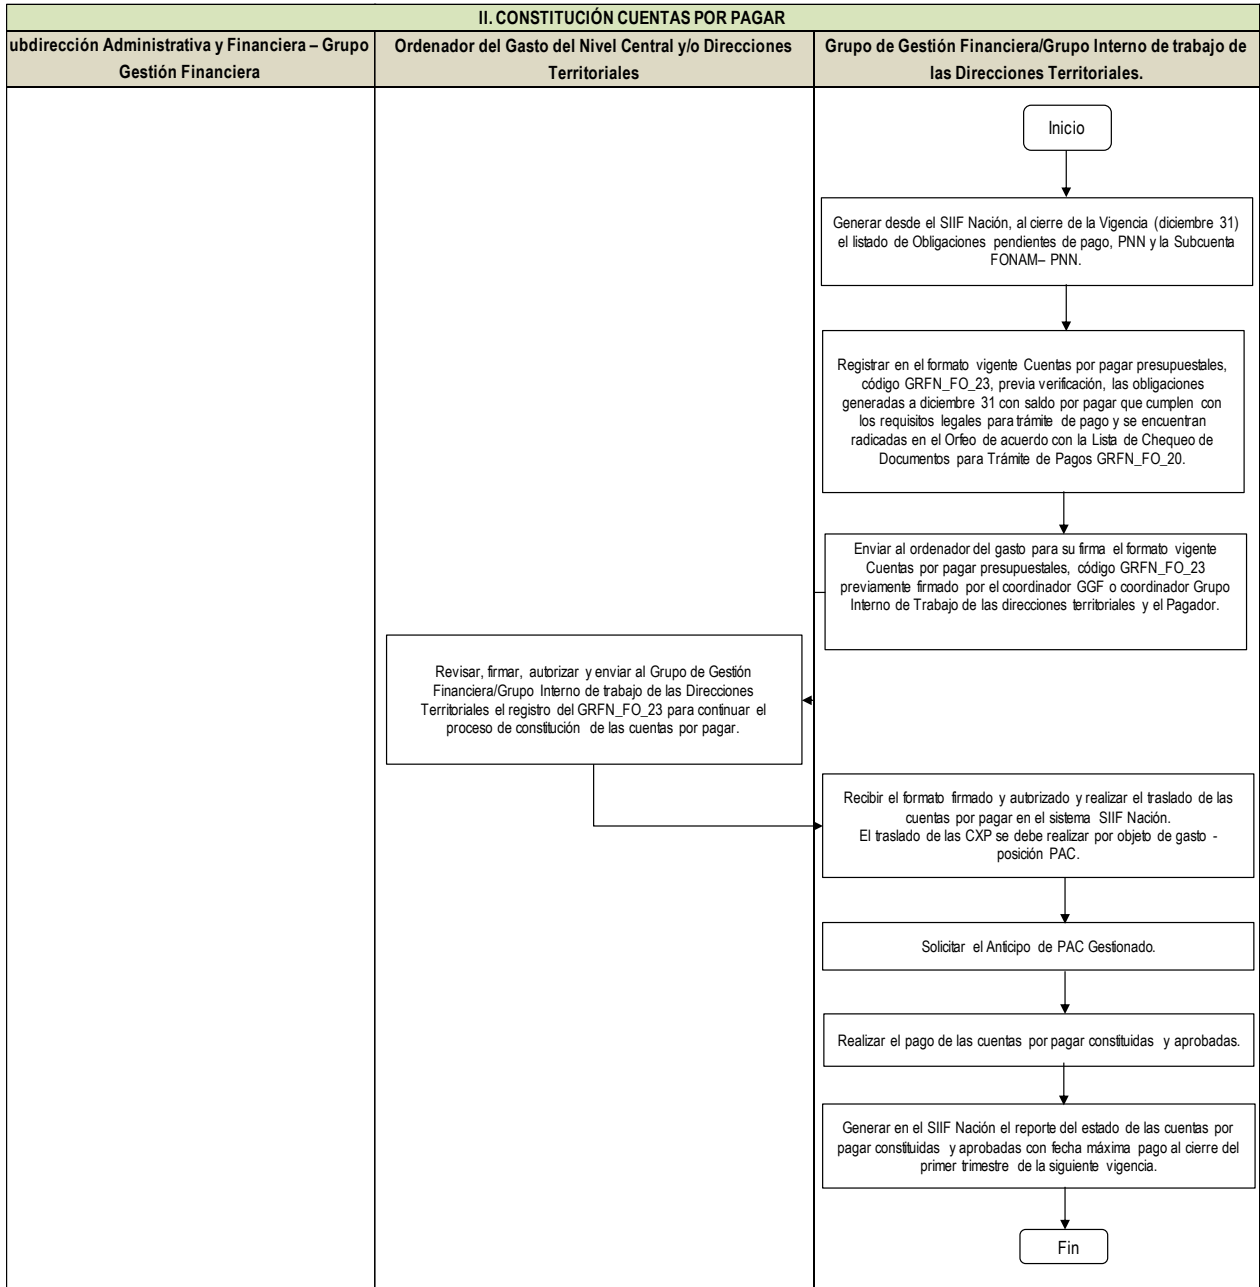 II. CONSTITUCIÓN CUENTAS POR PAGAR
ubdirección Administrativa y Financiera – Grupo
Gestión Financiera
Ordenador del Gasto del Nivel Central y/o Direcciones
Territoriales
Grupo de Gestión Financiera/Grupo Interno de trabajo de
las Direcciones Territoriales.
Inicio
Generar desde el SIIF Nación, al cierre de la Vigencia (diciembre 31)
el listado de Obligaciones pendientes de pago, PNN y la Subcuenta
FONAM– PNN.
Registrar en el formato vigente Cuentas por pagar presupuestales,
código GRFN_FO_23, previa verificación, las obligaciones
generadas a diciembre 31 con saldo por pagar que cumplen con
los requisitos legales para trámite de pago y se encuentran
radicadas en el Orfeo de acuerdo con la Lista de Chequeo de
Documentos para Trámite de Pagos GRFN_FO_20.
Enviar al ordenador del gasto para su firma el formato vigente
Cuentas por pagar presupuestales, código GRFN_FO_23
previamente firmado por el coordinador GGF o coordinador Grupo
Interno de Trabajo de las direcciones territoriales y el Pagador.
Revisar, firmar, autorizar y enviar al Grupo de Gestión
Financiera/Grupo Interno de trabajo de las Direcciones
Territoriales el registro del GRFN_FO_23 para continuar el
proceso de constitución de las cuentas por pagar.
Recibir el formato firmado y autorizado y realizar el traslado de las
cuentas por pagar en el sistema SIIF Nación.
El traslado de las CXP se debe realizar por objeto de gasto -
posición PAC.
Solicitar el Anticipo de PAC Gestionado.
Realizar el pago de las cuentas por pagar constituidas y aprobadas.
Generar en el SIIF Nación el reporte del estado de las cuentas por
pagar constituidas y aprobadas con fecha máxima pago al cierre del
primer trimestre de la siguiente vigencia.
Fin